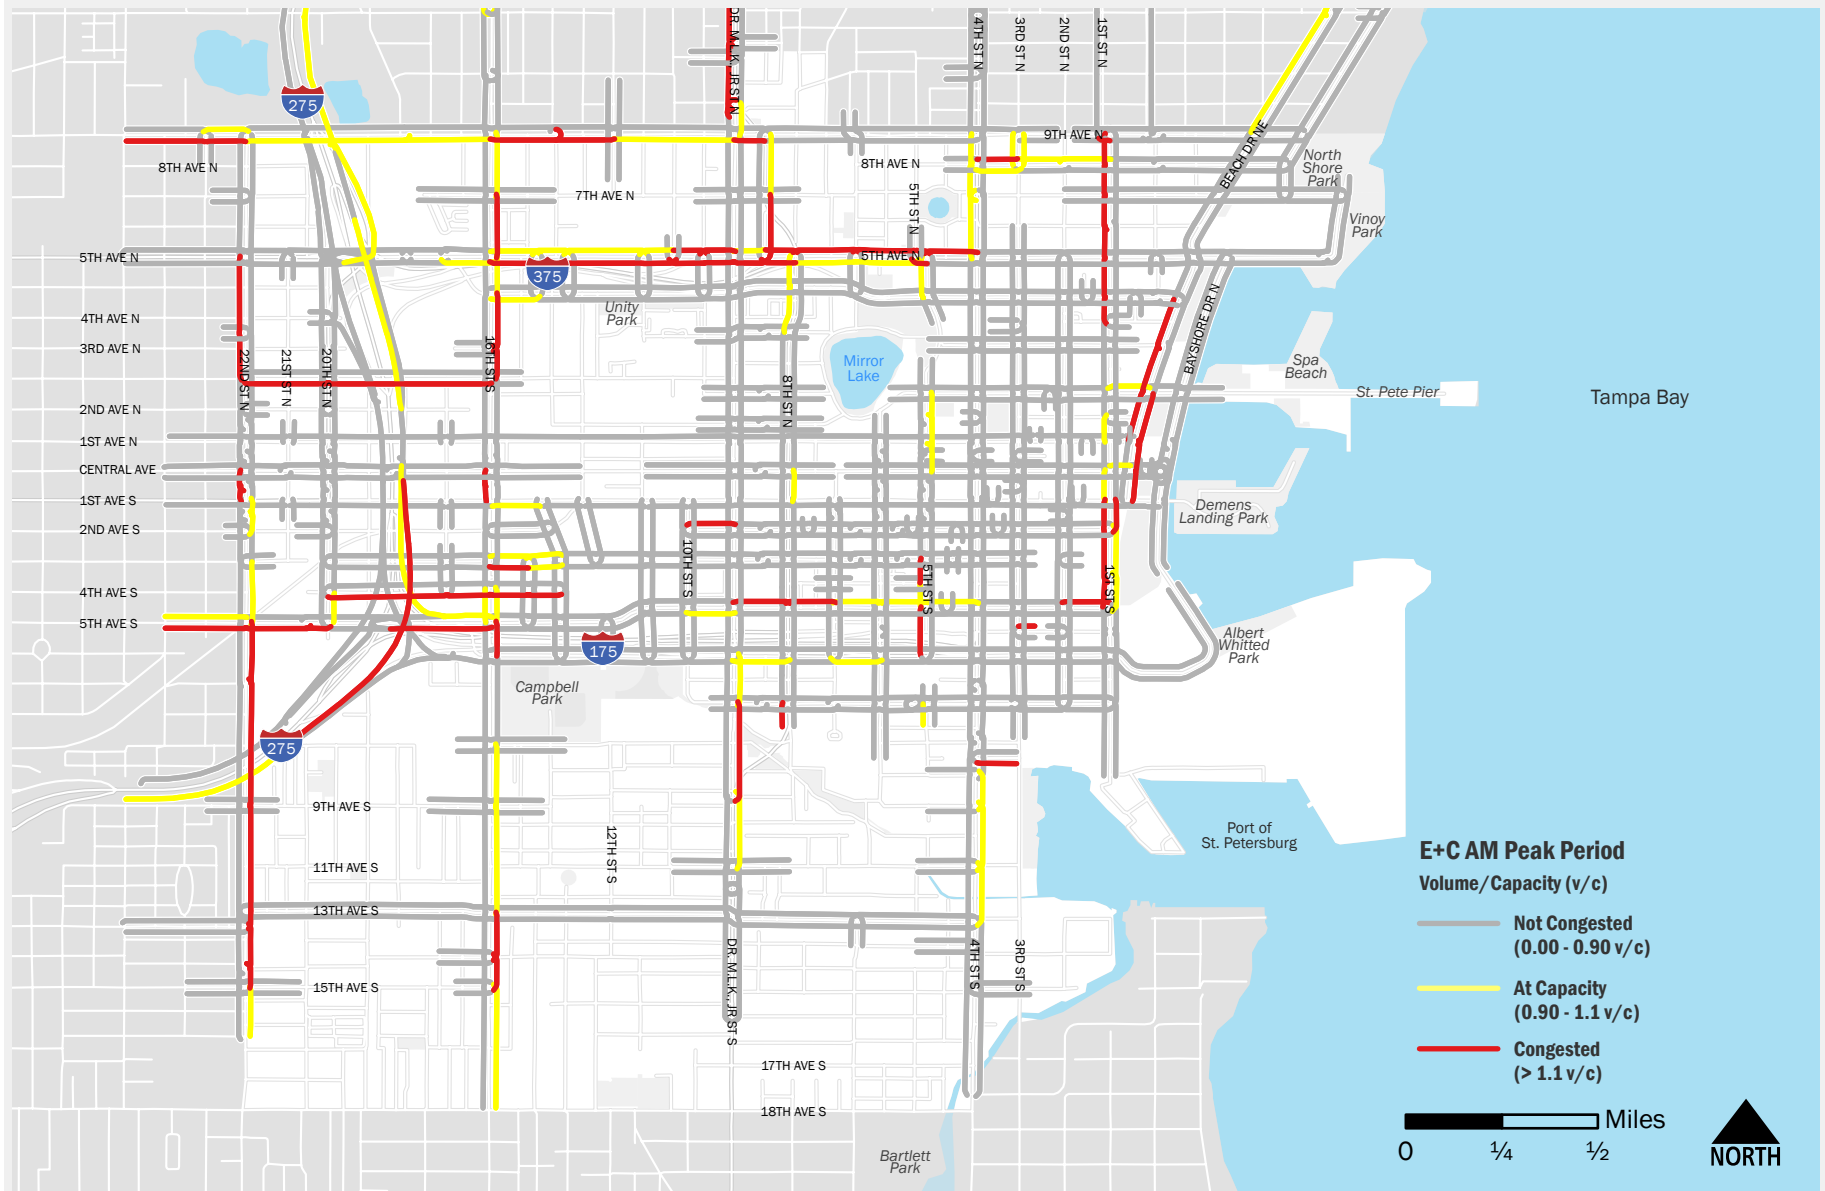 DR. M.L.K., JR ST N
4TH ST N
3RD ST N
2ND ST N
1ST ST N
275
9TH AVE N
8TH AVE N
8TH AVE N
BEACH DR NE
North
Shore
Park
7TH AVE N
5TH ST N
Vinoy
Park
5TH AVE N
5TH AVE N
375
Unity
Park
4TH AVE N
3RD AVE N
22ND ST N
21ST ST N
20TH ST N
16TH ST S
Mirror
Lake
8TH ST N
BAYSHORE DR N
Spa
Beach
St. Pete Pier
Tampa Bay
2ND AVE N
1ST AVE N
CENTRAL AVE
1ST AVE S
2ND AVE S
Demens
Landing Park
10TH ST S
5TH ST S
1ST ST S
4TH AVE S
5TH AVE S
175
Albert
Whitted
Park
Campbell
Park
275
9TH AVE S
12TH ST S
Port of
St. Petersburg
11TH AVE S
13TH AVE S
15TH AVE S
DR. M.L.K., JR ST S
4TH ST S
3RD ST S
17TH AVE S
18TH AVE S
Bartlett
Park
E+C AM Peak Period
Volume/Capacity (v/c)
Not Congested
(0.00 - 0.90 v/c)
At Capacity
(0.90 - 1.1 v/c)
Congested
(> 1.1 v/c)
Miles
0 ¼ ½
NORTH